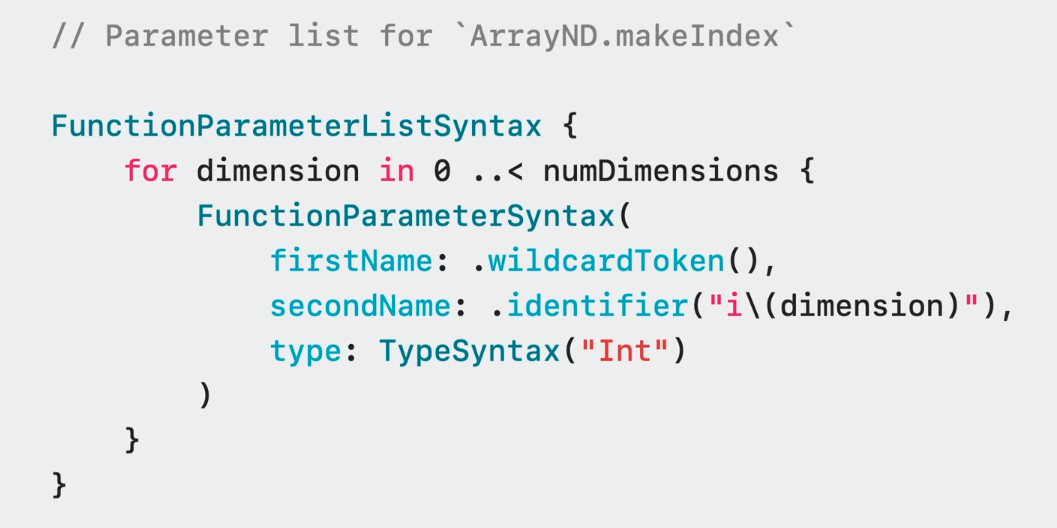 // Parameter list for `ArrayND.makeIndex`
FunctionParameterListSyntax {
for dimension in 0 ..< numDimensions {
FunctionParameterSyntax(
firstName: .wildcardToken(),
secondName: .identifier("i\(dimension)"),
type: TypeSyntax("Int")
)
}
}